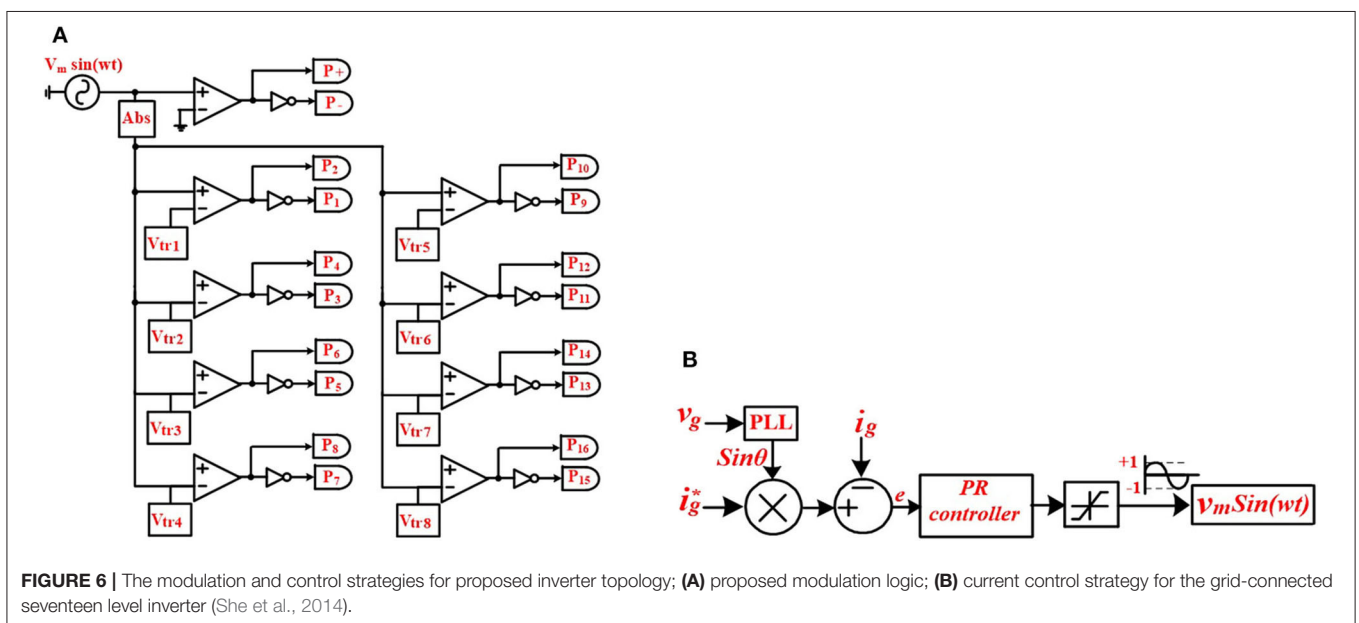 A
Vm sin(wt)
+
-
P+
P-
Abs
+
-
P2
P1
Vtr1
+
-
P4
P3
Vtr2
+
-
P6
P5
Vtr3
+
-
P8
P7
Vtr4
+
-
P10
P9
Vtr5
+
-
P12
P11
Vtr6
+
-
P14
P13
Vtr7
+
-
P16
P15
Vtr8
B
vg
PLL
ig
Sinθ
ig*
+
−
e
PR
controller
+1
-1
vmSin(wt)
FIGURE 6 | The modulation and control strategies for proposed inverter topology; (A) proposed modulation logic; (B) current control strategy for the grid-connected
seventeen level inverter (She et al., 2014).